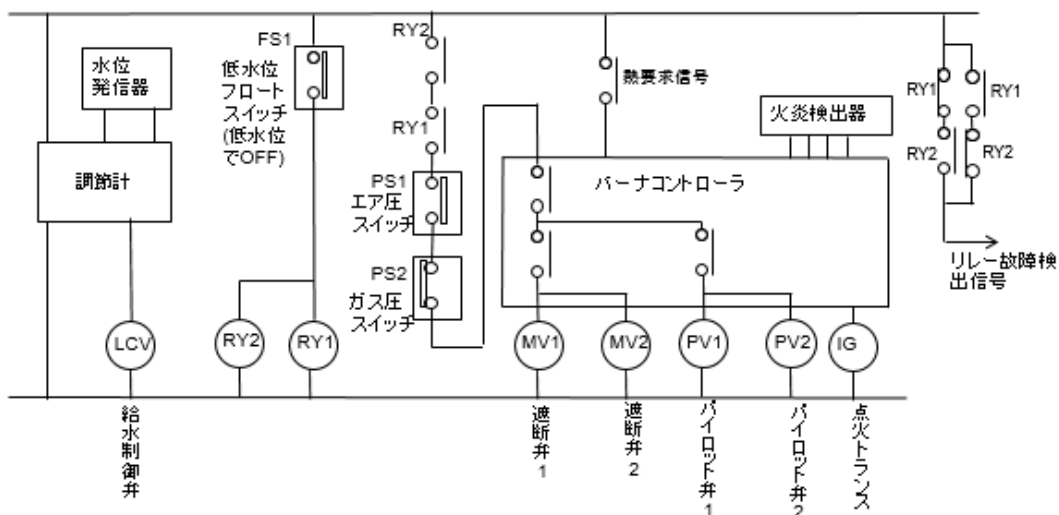 水位
発信器
調節計
LCV
給水制御弁
FS1
低水位
フロート
スイッチ
(低水位
でOFF)
RY2
RY1
RY2
RY1
PS1
エア圧
スイッチ
PS2
ガス圧
スイッチ
熱要求信号
火炎検出器
バーナコントローラ
MV1
MV2
PV1
PV2
IG
遮断弁1
遮断弁2
パイロット弁1
パイロット弁2
点火トランス
RY1
RY1
RY2
RY2
リレー故障検
出信号